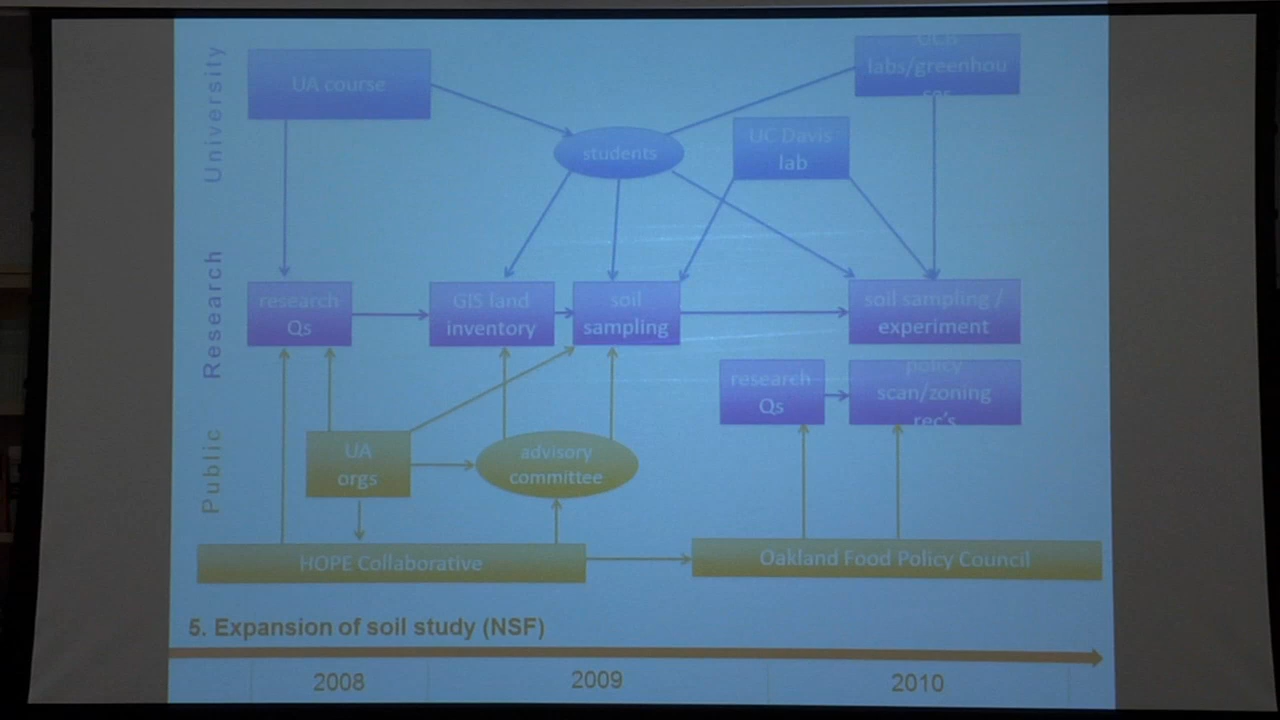 University
UA course
labs/greenhou
ses
students
UC Davis
lab
Research
research
Qs
GIS land
inventory
soil
sampling
soil sampling /
experiment
research
Qs
policy
scan/zoning
rec's
Public
UA
orgs
advisory
committee
HOPE Collaborative
Oakland Food Policy Council
5. Expansion of soil study (NSF)
2008
2009
2010